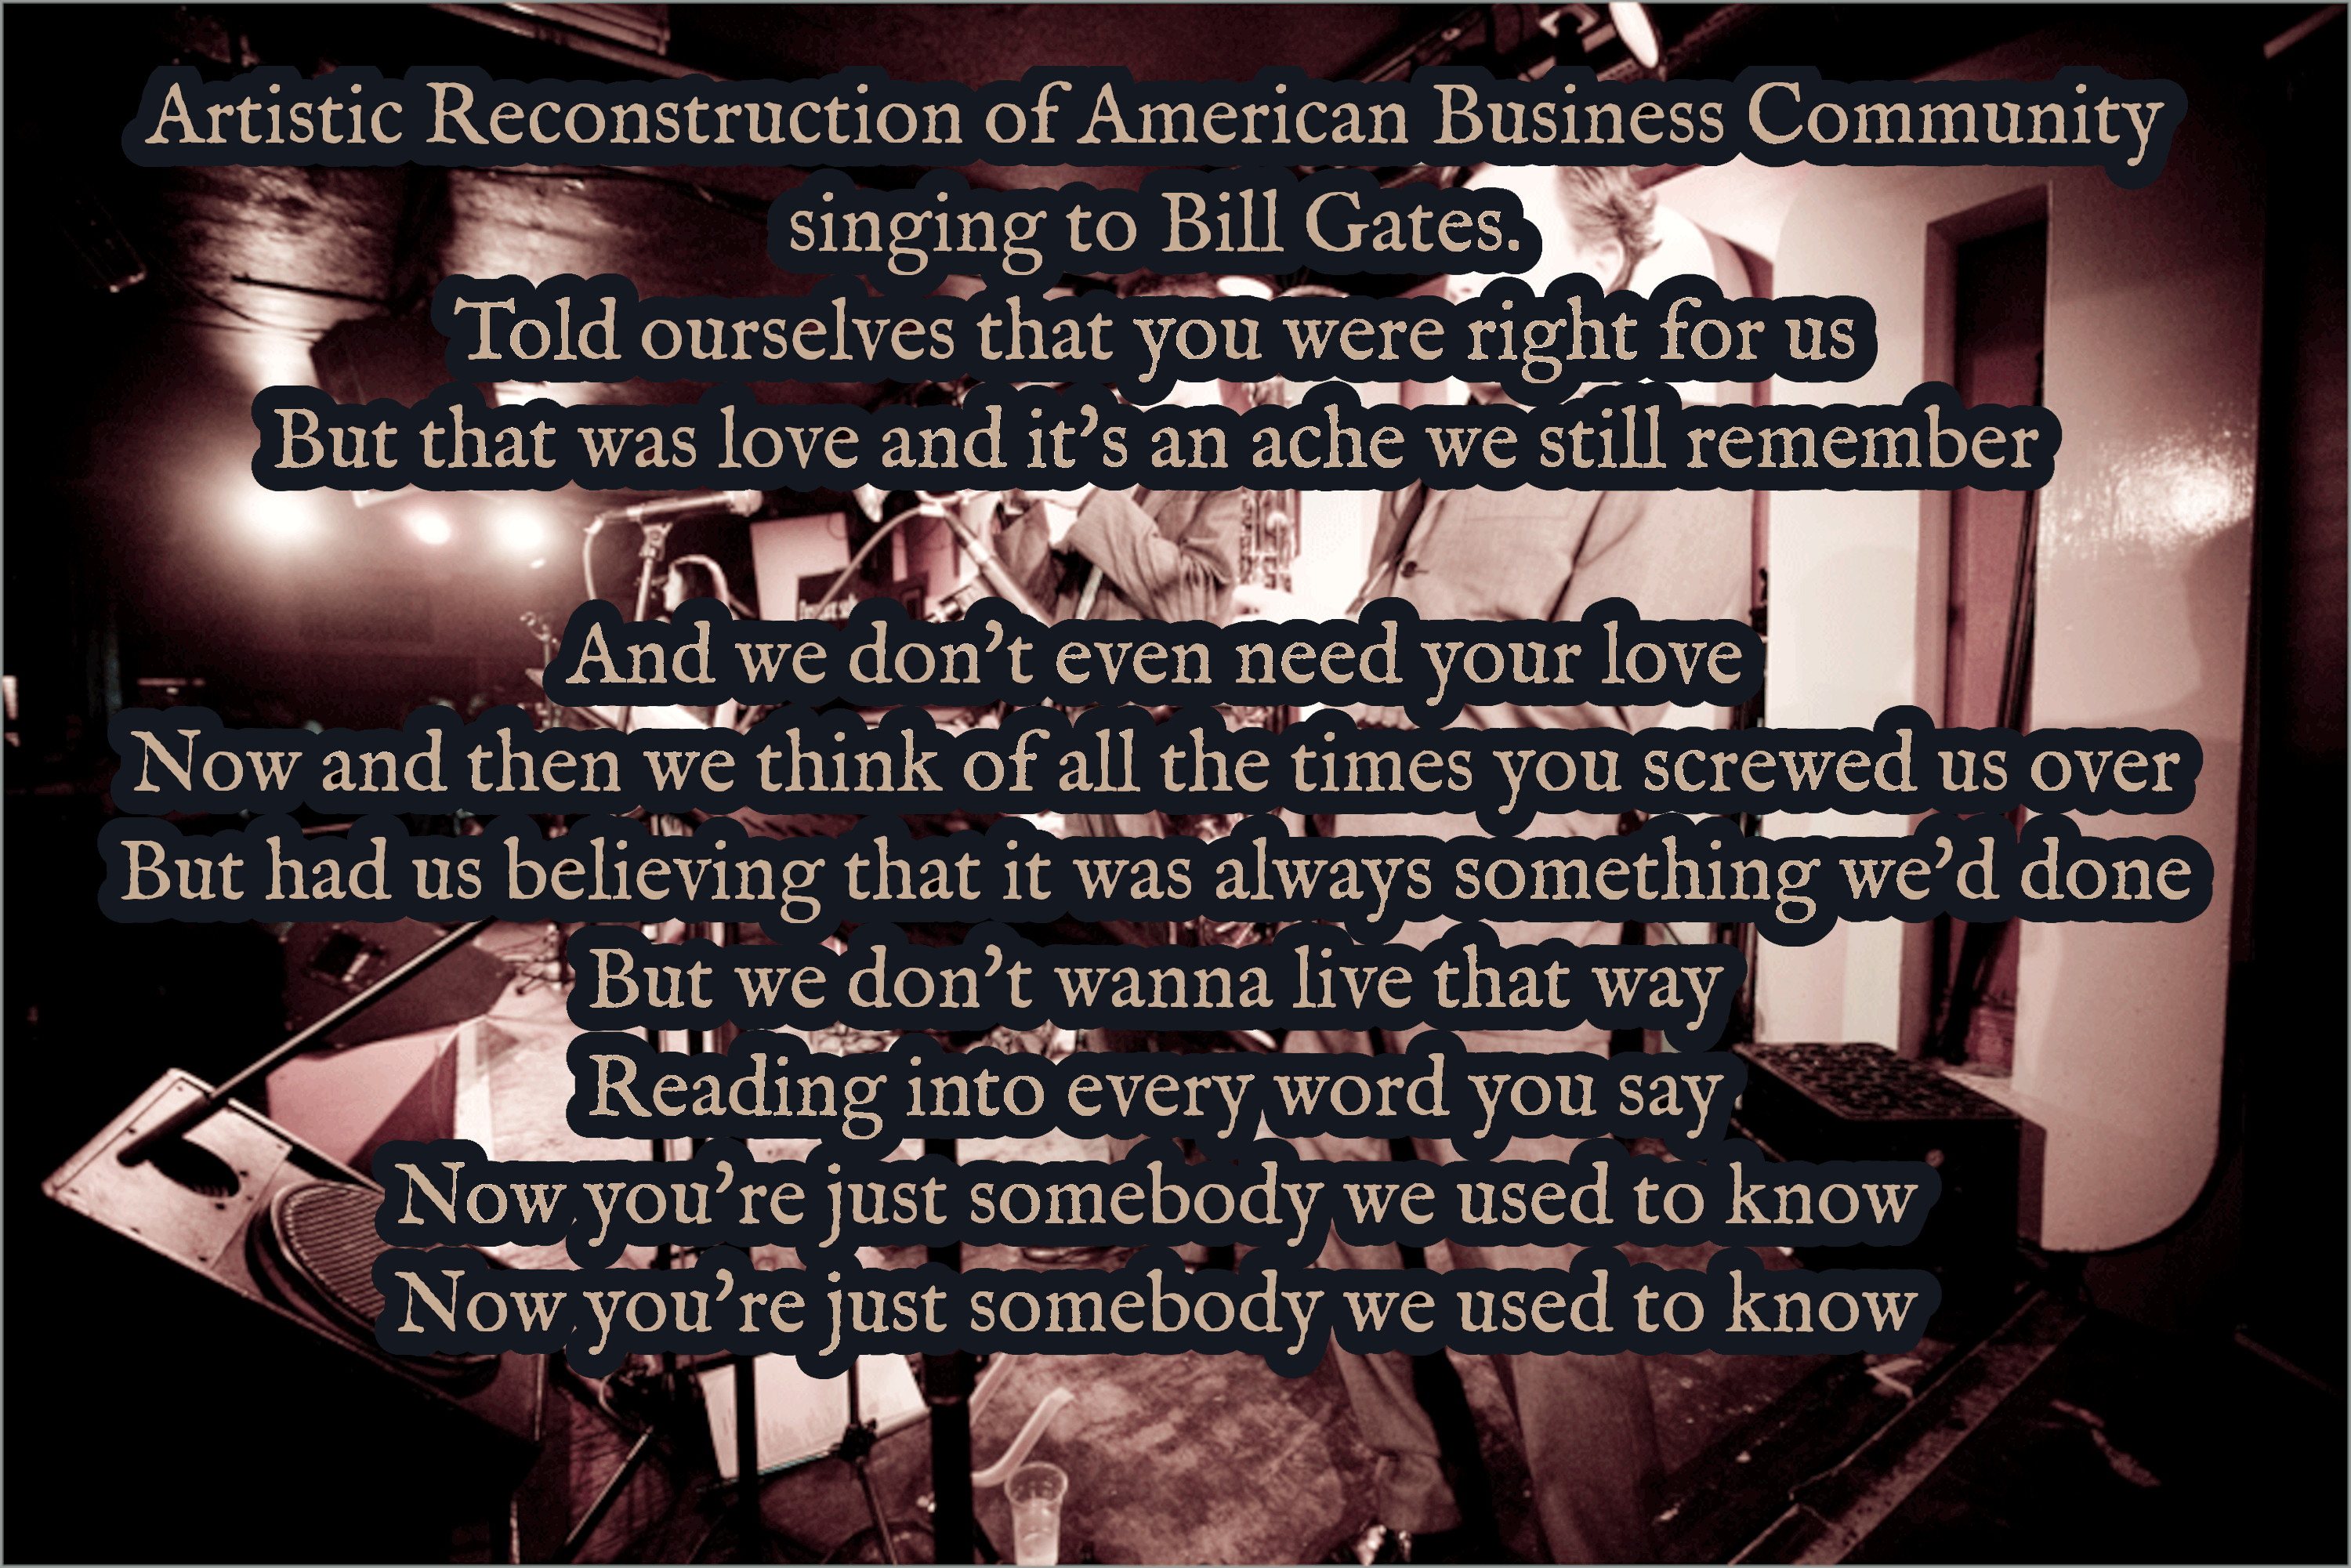 Artistic Reconstruction of American Business Community
singing to Bill Gates.
Told ourselves that you were right for us
But that was love and it’s an ache we still remember
And we don’t even need your love
Now and then we think of all the times you screwed us over
But had us believing that it was always something we’d done
But we don’t wanna live that way
Reading into every word you say
Now you’re just somebody we used to know
Now you’re just somebody we used to know